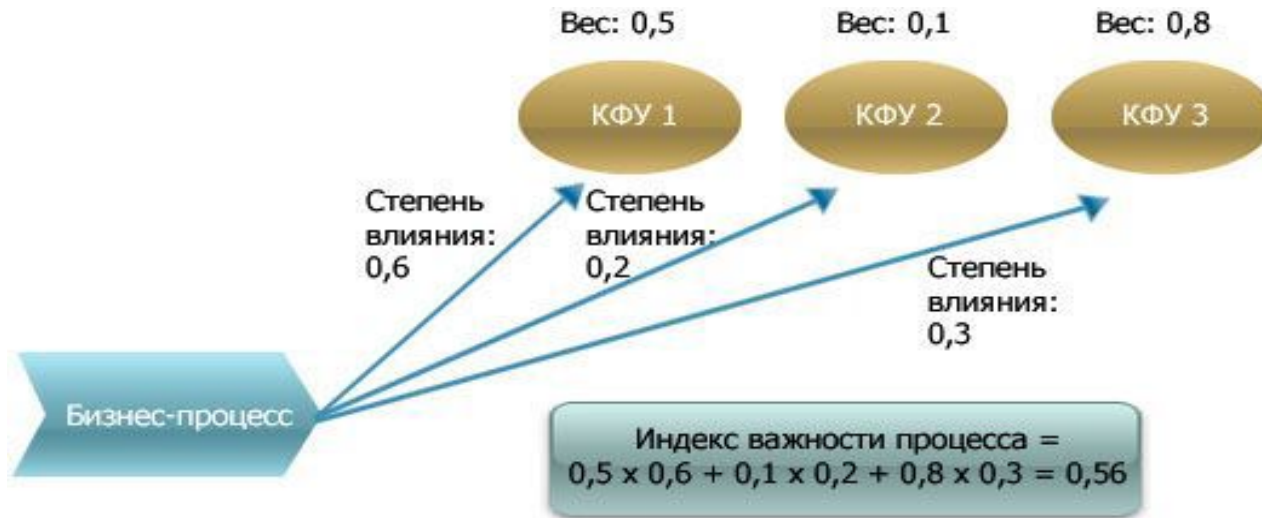 Вес: 0,5
Вес: 0,1
Вес: 0,8
КФУ 1
КФУ 2
КФУ 3
Степень
влияния:
0,6
Степень
влияния:
0,2
Степень
влияния:
0,3
Бизнес-процесс
Индекс важности процесса =
0,5 x 0,6 + 0,1 x 0,2 + 0,8 x 0,3 = 0,56